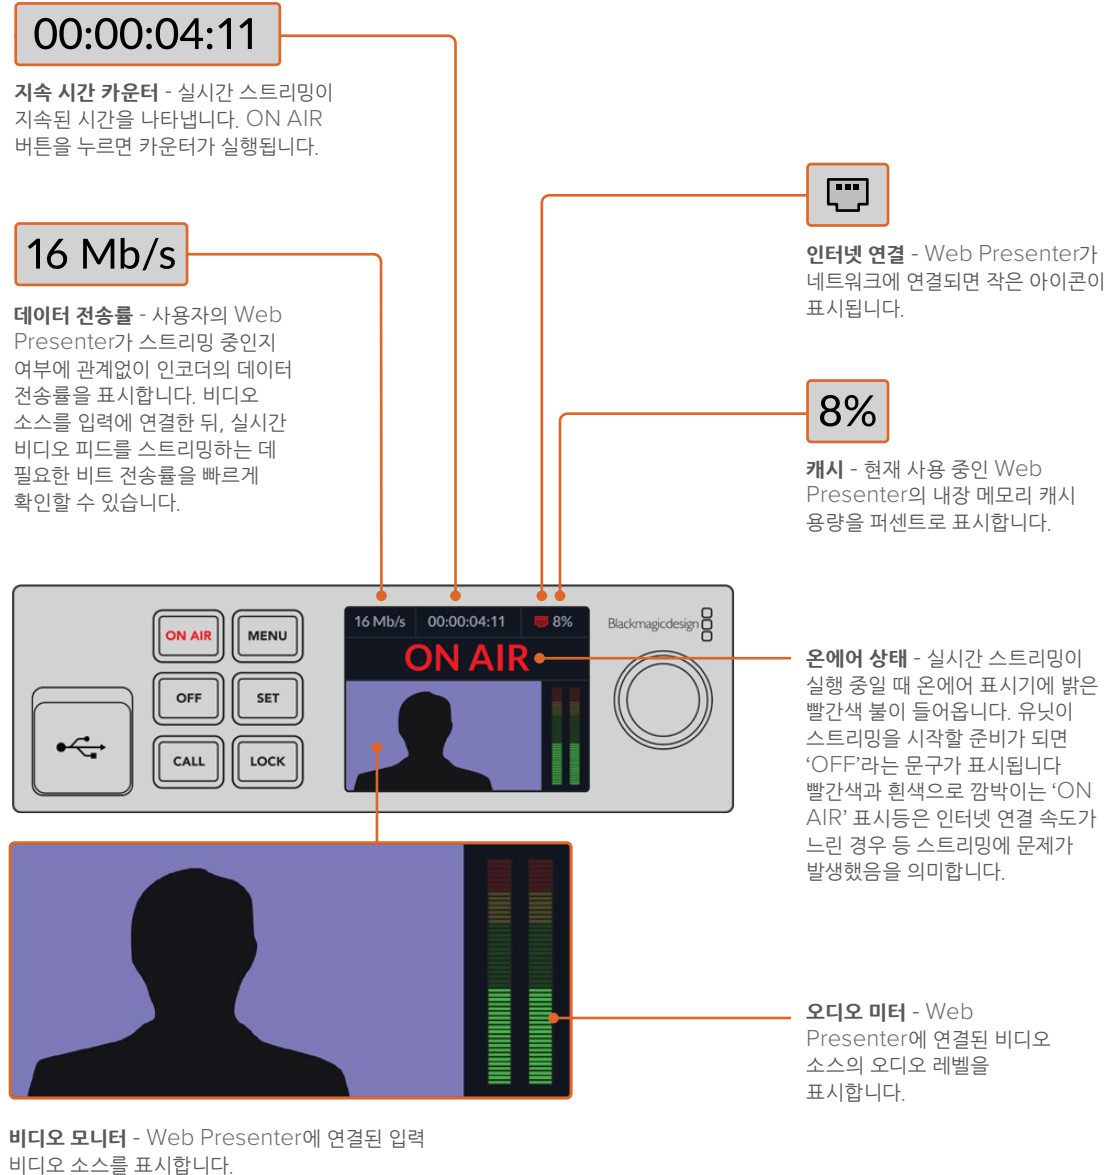 00:00:04:11
지속 시간 카운터 - 실시간 스트리밍이
지속된 시간을 나타냅니다. ON AIR
버튼을 누르면 카운터가 실행됩니다.
16 Mb/s
데이터 전송률 - 사용자의 Web
Presenter가 스트리밍 중인지
여부에 관계없이 인코더의 데이터
전송률을 표시합니다. 비디오
소스를 입력에 연결한 뒤, 실시간
비디오 피드를 스트리밍하는 데
필요한 비트 전송률을 빠르게
확인할 수 있습니다.
인터넷 연결 - Web Presenter가
네트워크에 연결되면 작은 아이콘이
표시됩니다.
8%
캐시 - 현재 사용 중인 Web
Presenter의 내장 메모리 캐시
용량을 퍼센트로 표시합니다.
ON AIR
MENU
OFF
SET
CALL
LOCK
16 Mb/s
00:00:04:11
8%
ON AIR
Blackmagicdesign
온에어 상태 - 실시간 스트리밍이
실행 중일 때 온에어 표시기에 밝은
빨간색 불이 들어옵니다. 유닛이
스트리밍을 시작할 준비가 되면
‘OFF’라는 문구가 표시됩니다
빨간색과 흰색으로 깜박이는 ‘ON
AIR’ 표시등은 인터넷 연결 속도가
느린 경우 등 스트리밍에 문제가
발생했음을 의미합니다.
오디오 미터 - Web
Presenter에 연결된 비디오
소스의 오디오 레벨을
표시합니다.
비디오 모니터 - Web Presenter에 연결된 입력
비디오 소스를 표시합니다.